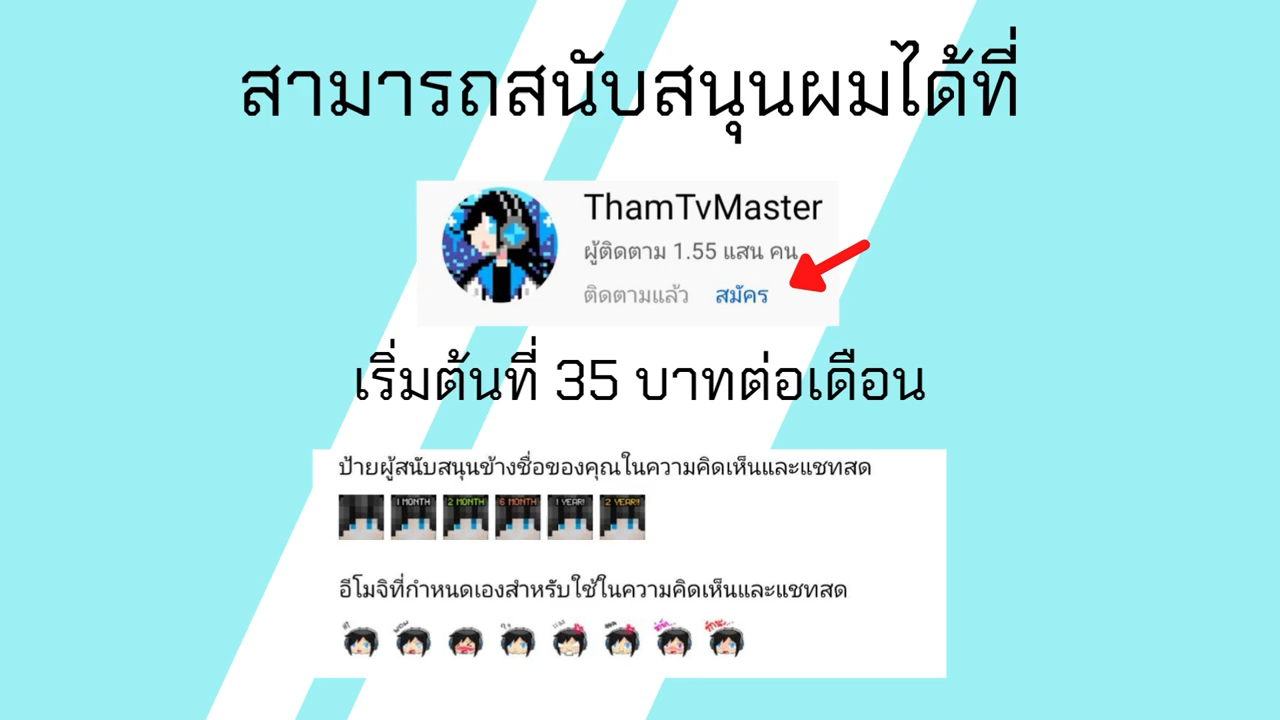 สามารถสนับสนุนผมได้ที่
ThamTvMaster
ผู้ติดตาม 1.55 แสน คน
ติดตามแล้ว สมัคร
เริ่มต้นที่ 35 บาทต่อเดือน
ป้ายผู้สนับสนุนข้างชื่อของคุณในความคิดเห็นและแชทสด
1 MONTH 2 MONTH 6 MONTH 1 YEAR! 2 YEAR!!
อีโมจิที่กำหนดเองสำหรับใช้ในความคิดเห็นและแชทสด